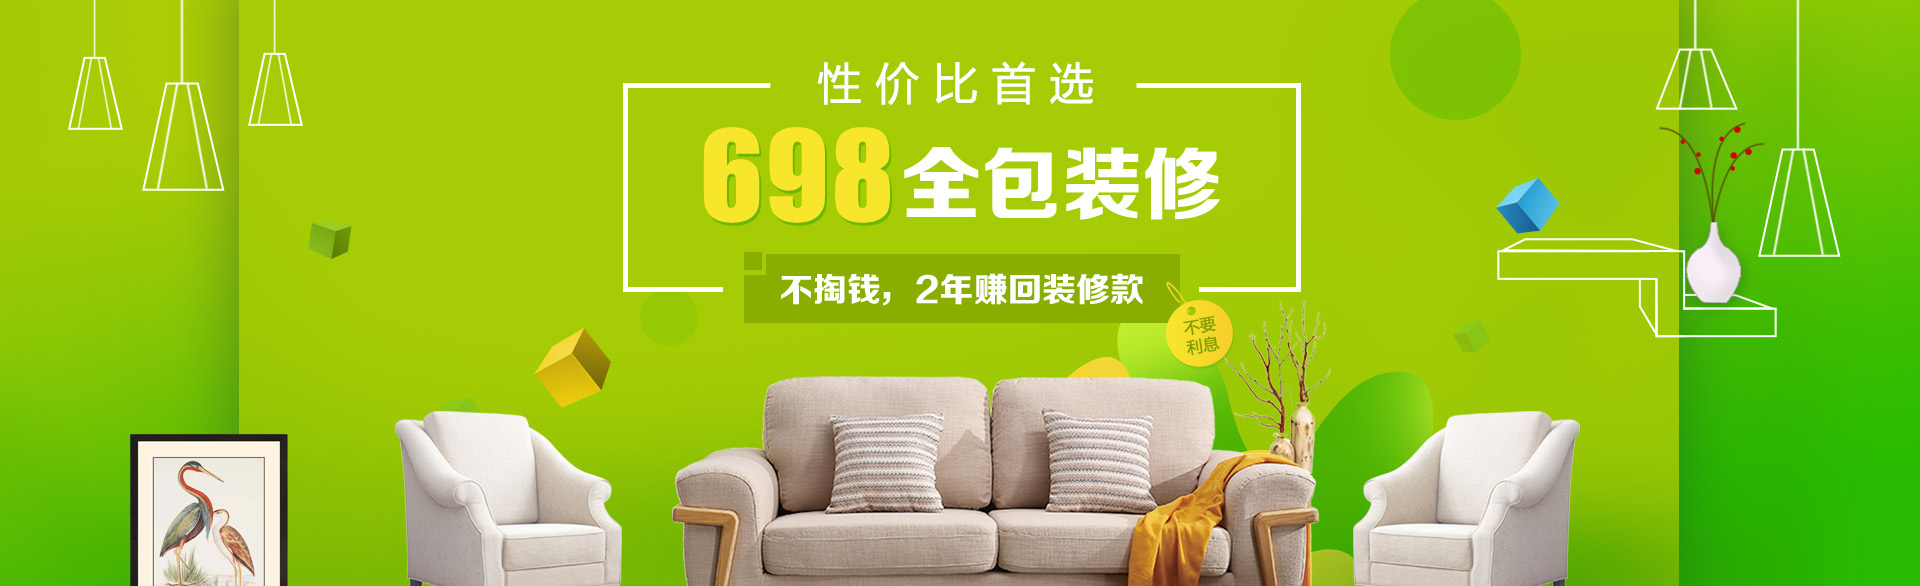 性价比首选
698全包装修
不掏钱，2年赚回装修款
不要
利息